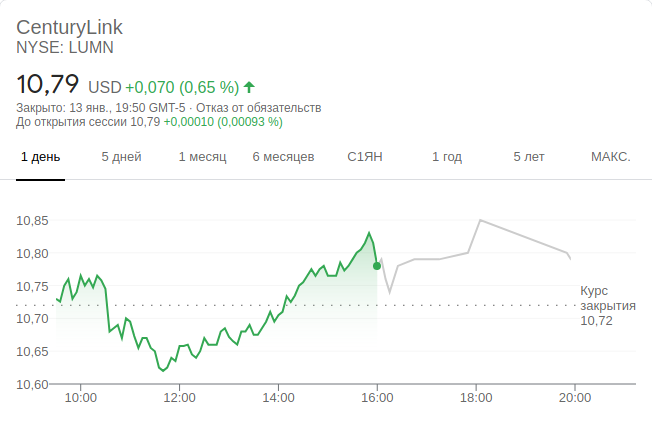 CenturyLink
NYSE: LUMN
10,79 USD +0,070 (0,65 %)
Закрыто: 13 янв., 19:50 GMT-5 · Отказ от обязательств
До открытия сессии 10,79 +0,00010 (0,00093 %)
1 день 5 дней 1 месяц 6 месяцев С1ЯН 1 год 5 лет МАКС.
10,85
10,80
10,75
10,70
10,65
10,60
Курс
закрытия
10,72
10:00 12:00 14:00 16:00 18:00 20:00